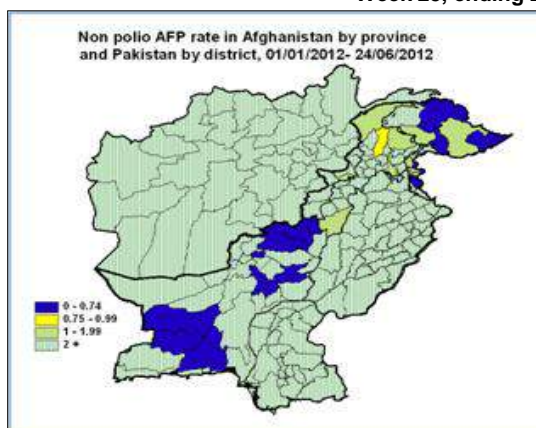 Non polio AFP rate in Afghanistan by province
and Pakistan by district, 01/01/2012- 24/06/2012
0 - 0.74
0.75 - 0.99
1 - 1.99
2 +